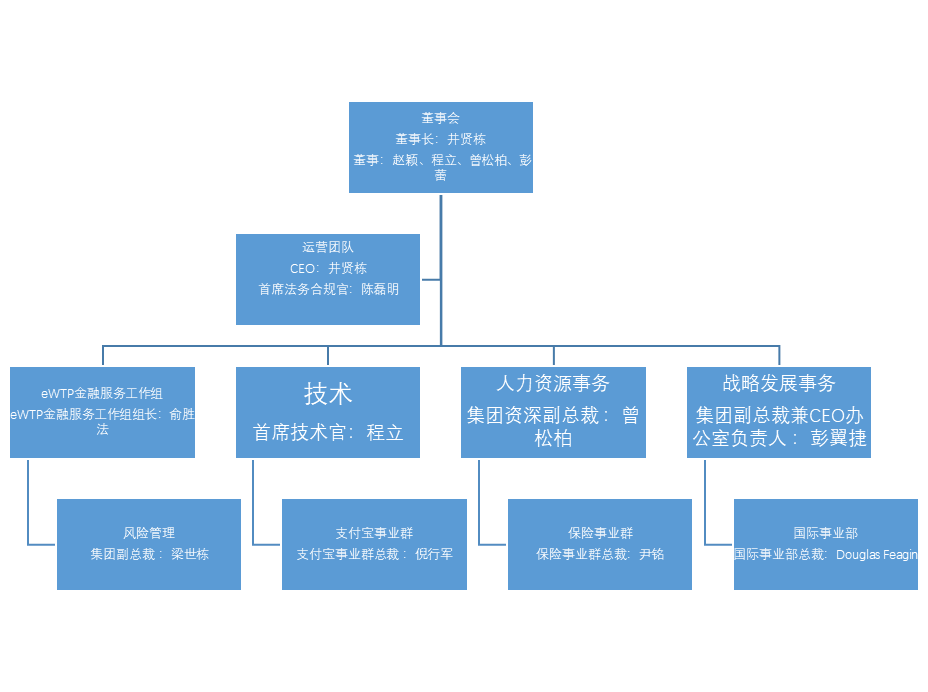 董事会
董事长：井贤栋
董事：赵颖、程立、曾松柏、彭
蕾
运营团队
CEO：井贤栋
首席法务合规官：陈磊明
eWTP金融服务工作组
eWTP金融服务工作组组长：俞胜
法
技术
首席技术官：程立
人力资源事务
集团资深副总裁：曾
松柏
战略发展事务
集团副总裁兼CEO办
公室负责人：彭翼捷
风险管理
集团副总裁：梁世栋
支付宝事业群
支付宝事业群总裁：倪行军
保险事业群
保险事业群总裁：尹铭
国际事业部
国际事业部总裁：Douglas Feagin